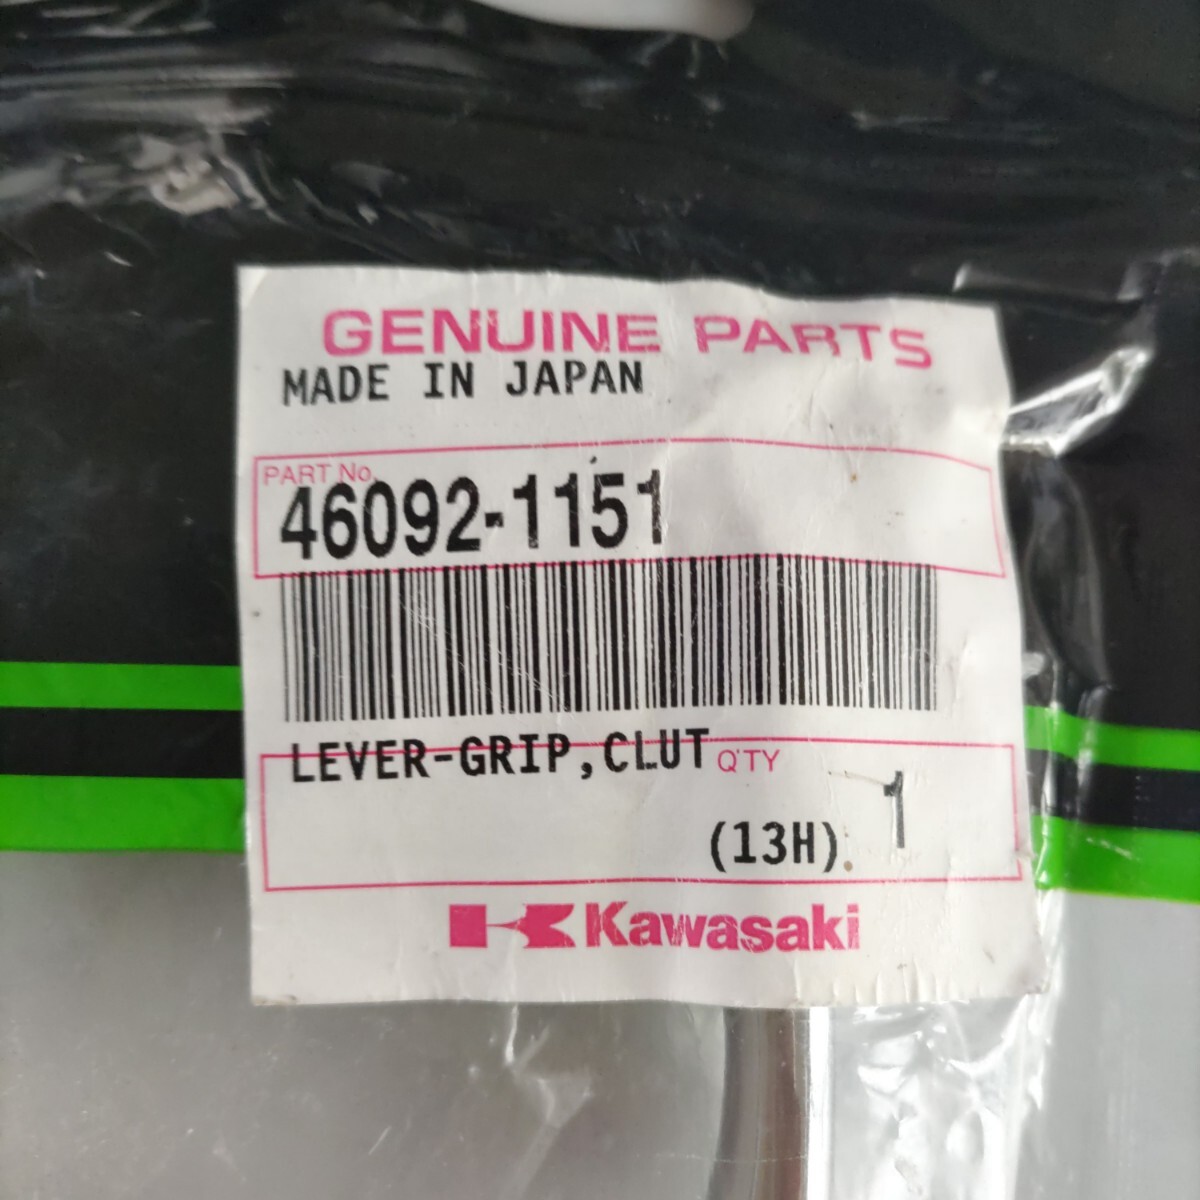 GENUINE PARTS
MADE IN JAPAN
PART No.
46092-1151
LEVER-GRIP,CLUT Q'TY
(13H) 1
Kawasaki